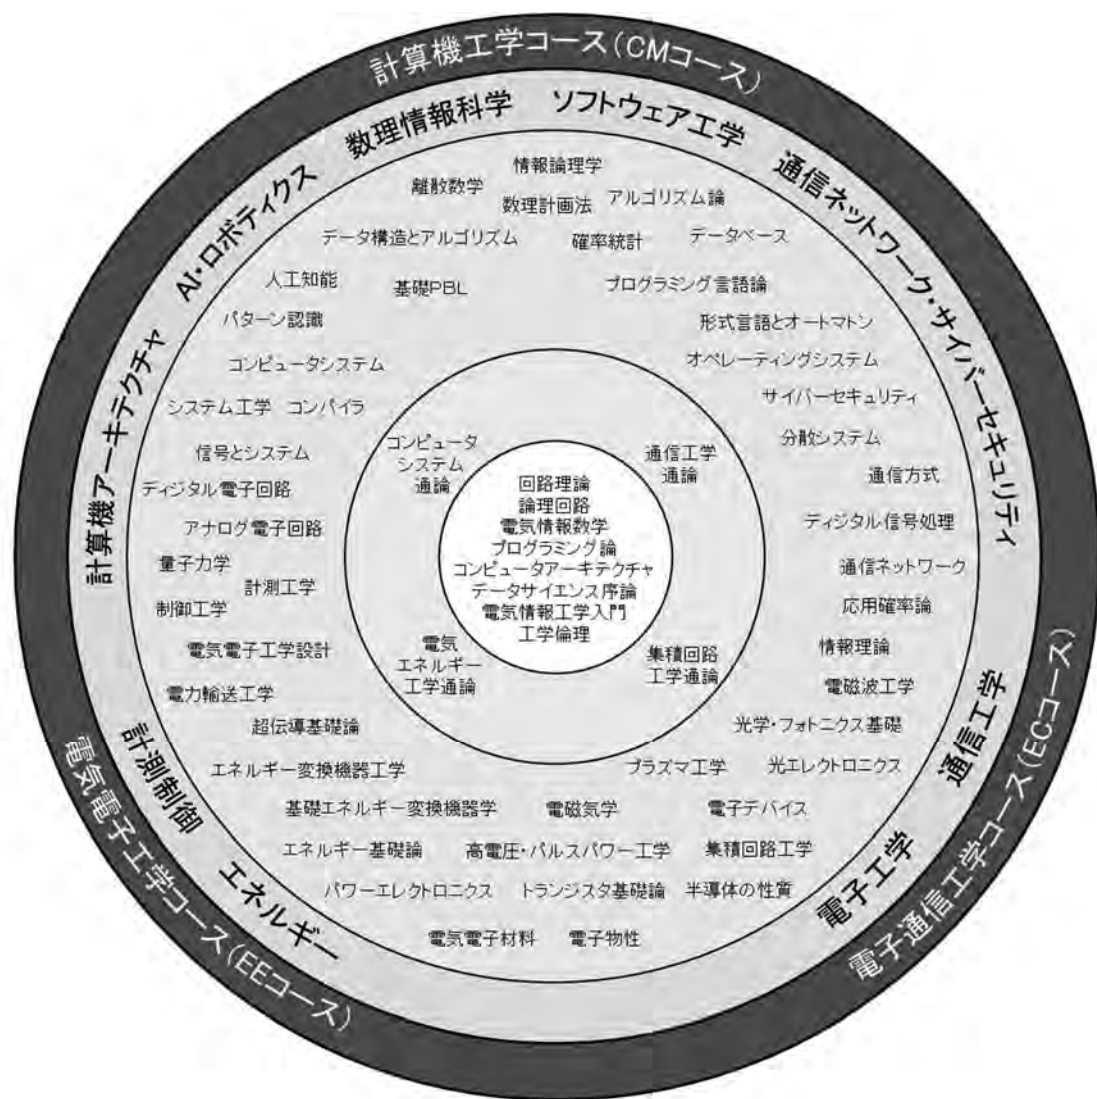 計算機工学コース(CMコース)
数理情報科学
ソフトウェア工学
AI・ロボティクス
通信ネットワーク・サイバーセキュリティ
計算機アーキテクチャ
情報論理学
離散数学
数理計画法
アルゴリズム論
データ構造とアルゴリズム
確率統計
データベース
人工知能
基礎PBL
プログラミング言語論
パターン認識
形式言語とオートマトン
コンピュータシステム
オペレーティングシステム
システム工学
コンパイラ
サイバーセキュリティ
信号とシステム
分散システム
ディジタル電子回路
通信方式
アナログ電子回路
ディジタル信号処理
量子力学
計測工学
通信ネットワーク
制御工学
応用確率論
電気電子工学設計
情報理論
電力輸送工学
電磁波工学
超伝導基礎論
光学・フォトニクス基礎
エネルギー変換機器工学
プラズマ工学
光エレクトロニクス
基礎エネルギー変換機器学
電磁気学
電子デバイス
エネルギー基礎論
高電圧・パルスパワー工学
集積回路工学
パワーエレクトロニクス
トランジスタ基礎論
半導体の性質
電気電子材料
電子物性
コンピュータ
システム
通論
通信工学
通論
回路理論
論理回路
電気情報数学
プログラミング論
コンピュータアーキテクチャ
データサイエンス序論
電気情報工学入門
工学倫理
電気
エネルギー
工学通論
集積回路
工学通論
計測制御
エネルギー
通信工学
電子工学
電気電子工学コース(EEコース)
電子通信工学コース(ECコース)